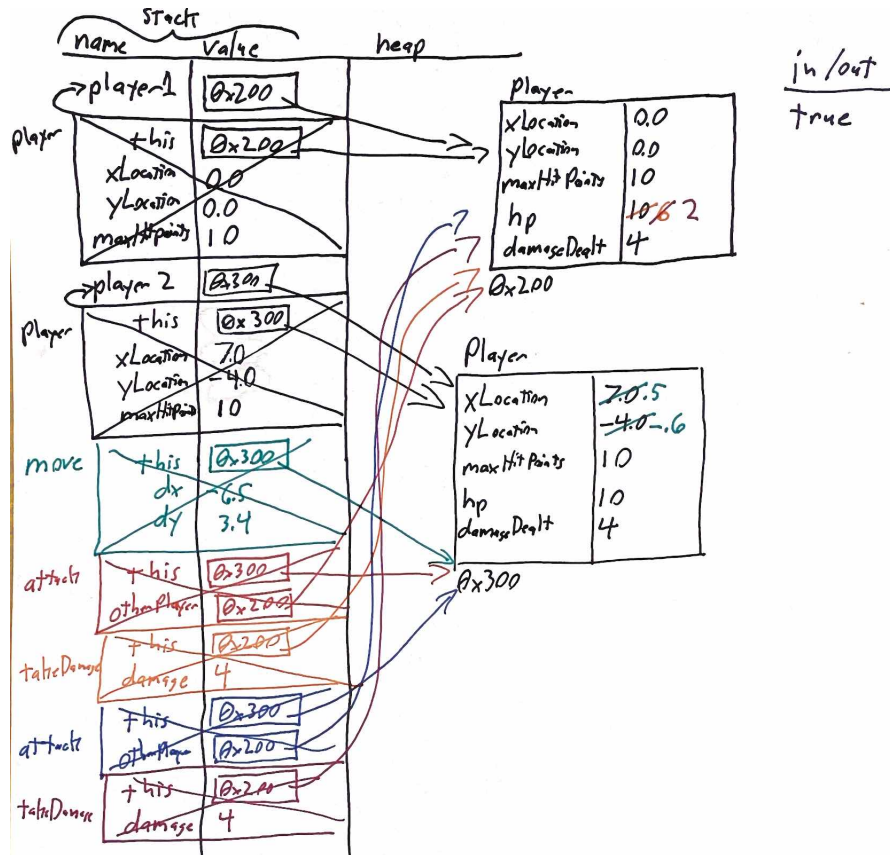 stack
name value heap
in/out
true
player1 0x200
player
this 0x200
xLocation 0.0
yLocation 0.0
maxHitPoints 10
player 2 0x300
Player
this 0x300
xLocation 7.0
yLocation -4.0
maxHitPoints 10
move
this 0x300
dx -6.5
dy 3.4
attack
this 0x300
otherPlayer 0x200
takeDamage
this 0x200
damage 4
attack
this 0x300
otherPlayer 0x200
takeDamage
this 0x200
damage 4
Player
xLocation 0.0
yLocation 0.0
maxHitPoints 10
hp 10 6 2
damageDealt 4
0x200
Player
xLocation 7.0 .5
yLocation -4.0 -.6
maxHitPoints 10
hp 10
damageDealt 4
0x300